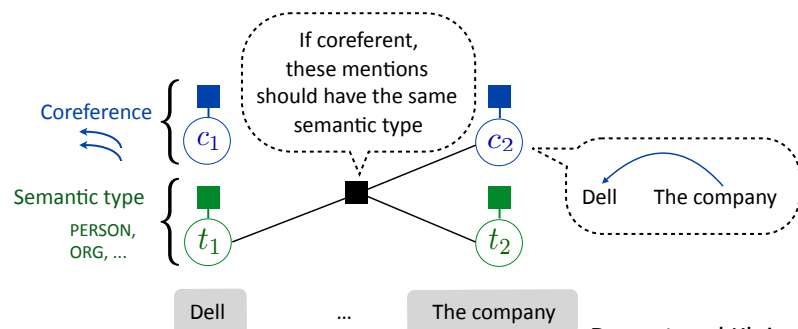 If coreferent,
these mentions
should have the same
semantic type
Coreference
c1
c2
Dell The company
Semantic type
PERSON,
ORG, ...
t1
t2
Dell ... The company